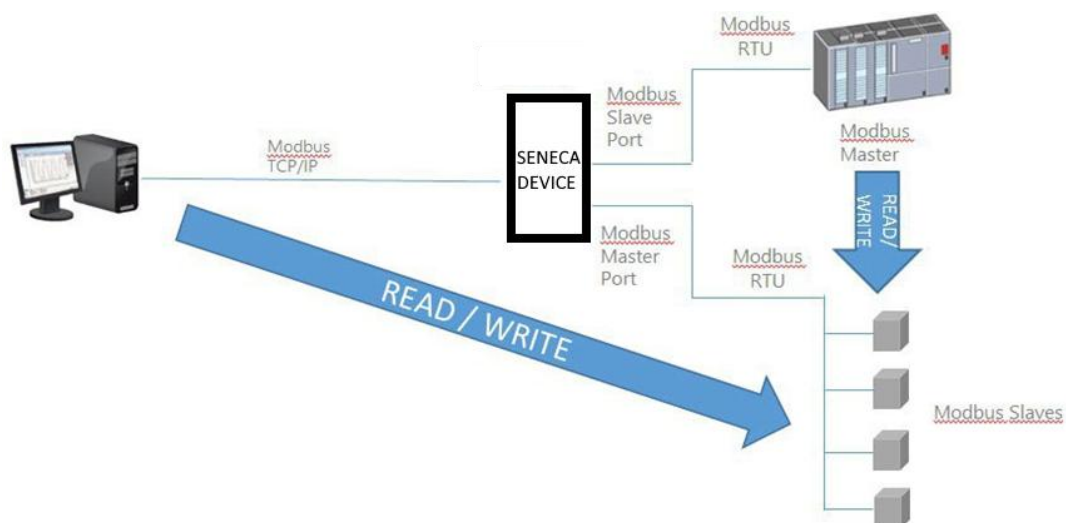 Modbus
RTU
Modbus
Slave
Port
SENECA
DEVICE
Modbus
TCP/IP
Modbus
Master
READ/
WRITE
Modbus
Master
Port
Modbus
RTU
READ / WRITE
Modbus Slaves